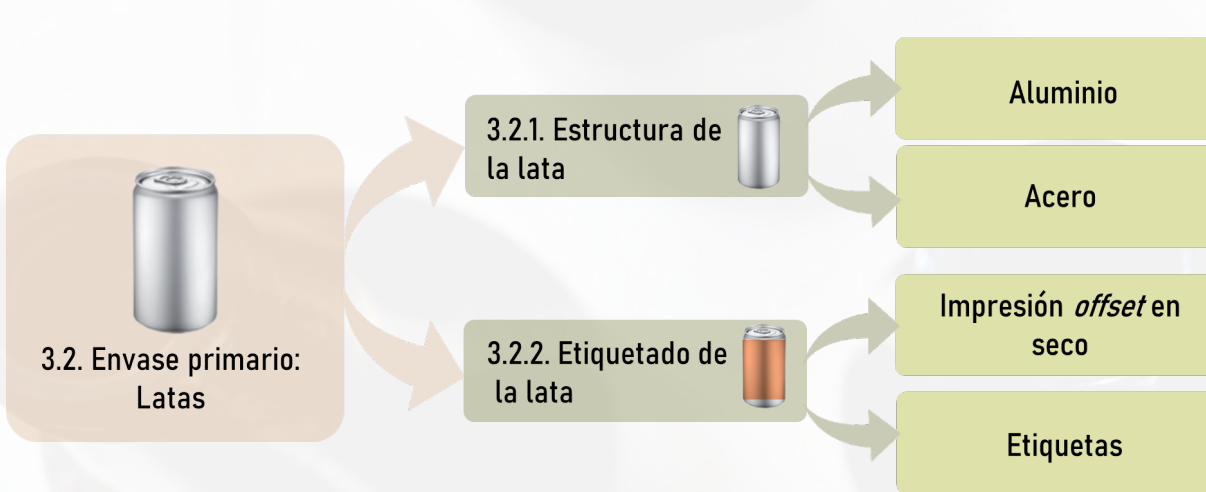 3.2. Envase primario:
Latas
3.2.1. Estructura de
la lata
Aluminio
Acero
3.2.2. Etiquetado de
la lata
Impresión offset en
seco
Etiquetas